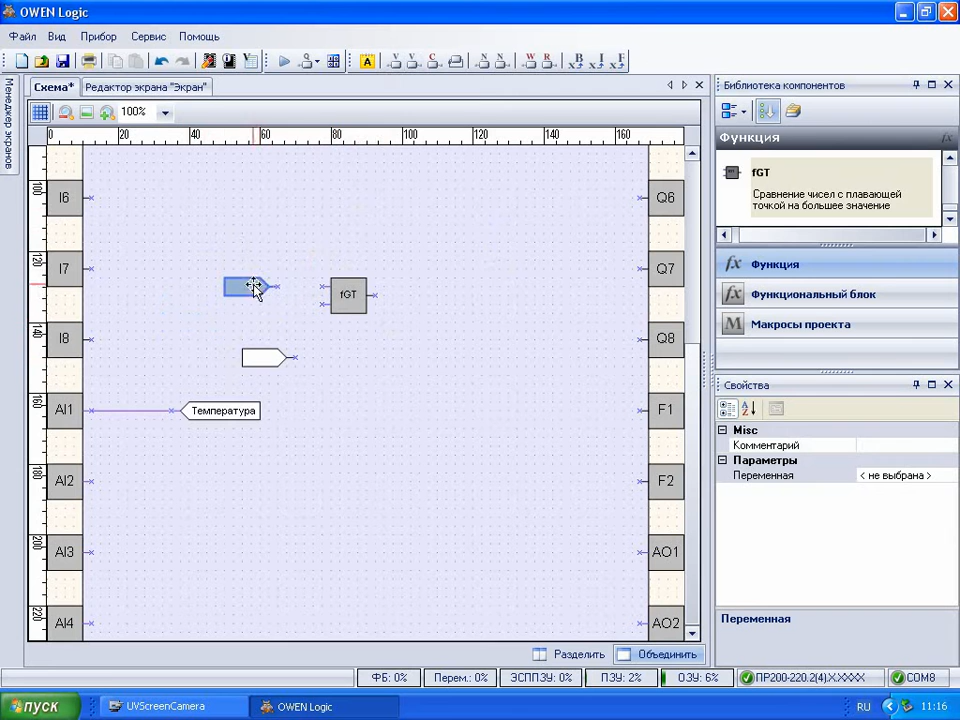 OWEN Logic
Файл Вид Прибор Сервис Помощь
Схема* Редактор экрана "Экран"
Менеджер экранов
100%
0 20 40 60 80 100 120 140 160
100
120
140
160
180
200
220
I6 Q6
I7 Q7
fGT
I8 Q8
AI1 Температура F1
AI2 F2
AI3 AO1
AI4 AO2
Разделить Объединить
Библиотека компонентов
Функция
fGT
Сравнение чисел с плавающей
точкой на большее значение
Функция
Функциональный блок
Макросы проекта
Свойства
Misc
Комментарий
Параметры
Переменная < не выбрана >
Переменная
ФБ: 0% Перем.: 0% ЭСППЗУ: 0% ПЗУ: 2% ОЗУ: 6% ПР200-220.2(4).X.XXXX COM8
пуск UVScreenCamera OWEN Logic RU 11:16